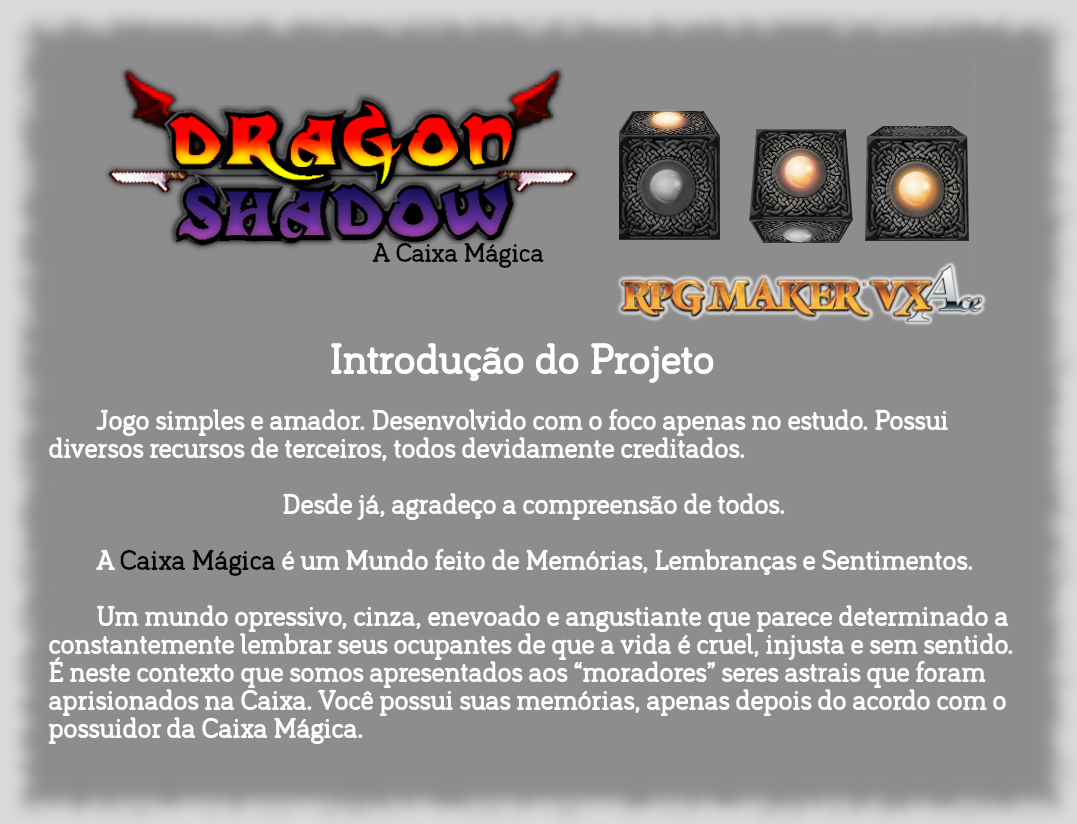 DRAGON
SHADOW
A Caixa Mágica
RPG MAKER VX Ace
Introdução do Projeto
Jogo simples e amador. Desenvolvido com o foco apenas no estudo. Possui
diversos recursos de terceiros, todos devidamente creditados.
Desde já, agradeço a compreensão de todos.
A Caixa Mágica é um Mundo feito de Memórias, Lembranças e Sentimentos.
Um mundo opressivo, cinza, enevoado e angustiante que parece determinado a
constantemente lembrar seus ocupantes de que a vida é cruel, injusta e sem sentido.
É neste contexto que somos apresentados aos “moradores” seres astrais que foram
aprisionados na Caixa. Você possui suas memórias, apenas depois do acordo com o
possuidor da Caixa Mágica.